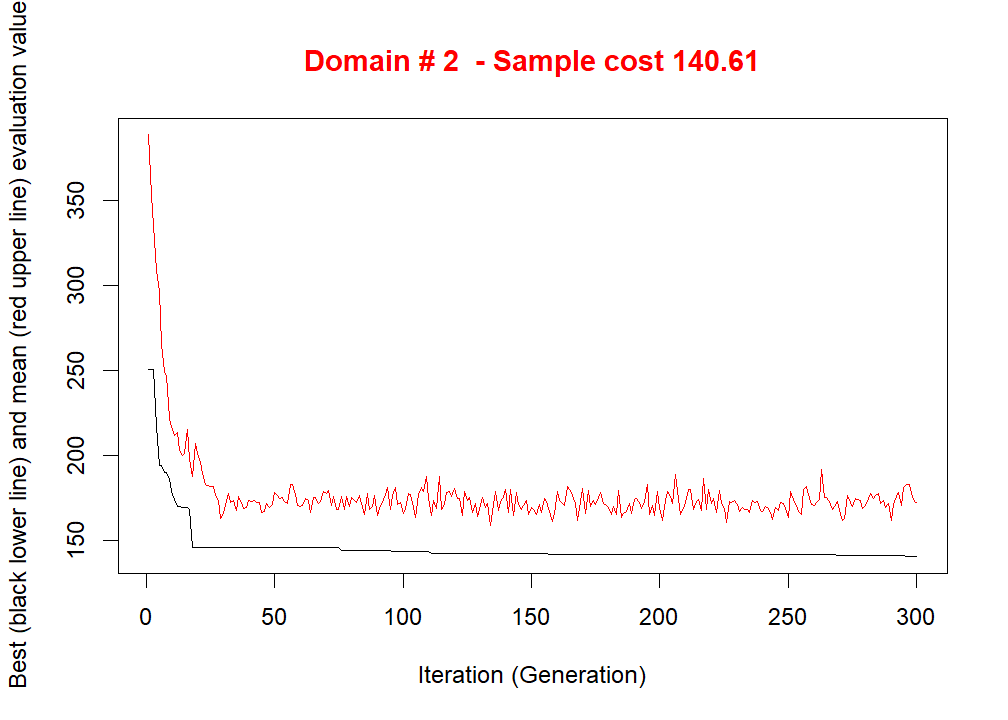 Domain # 2  - Sample cost 140.61
Best (black lower line) and mean (red upper line) evaluation value
350
300
250
200
150
0 50 100 150 200 250 300
Iteration (Generation)